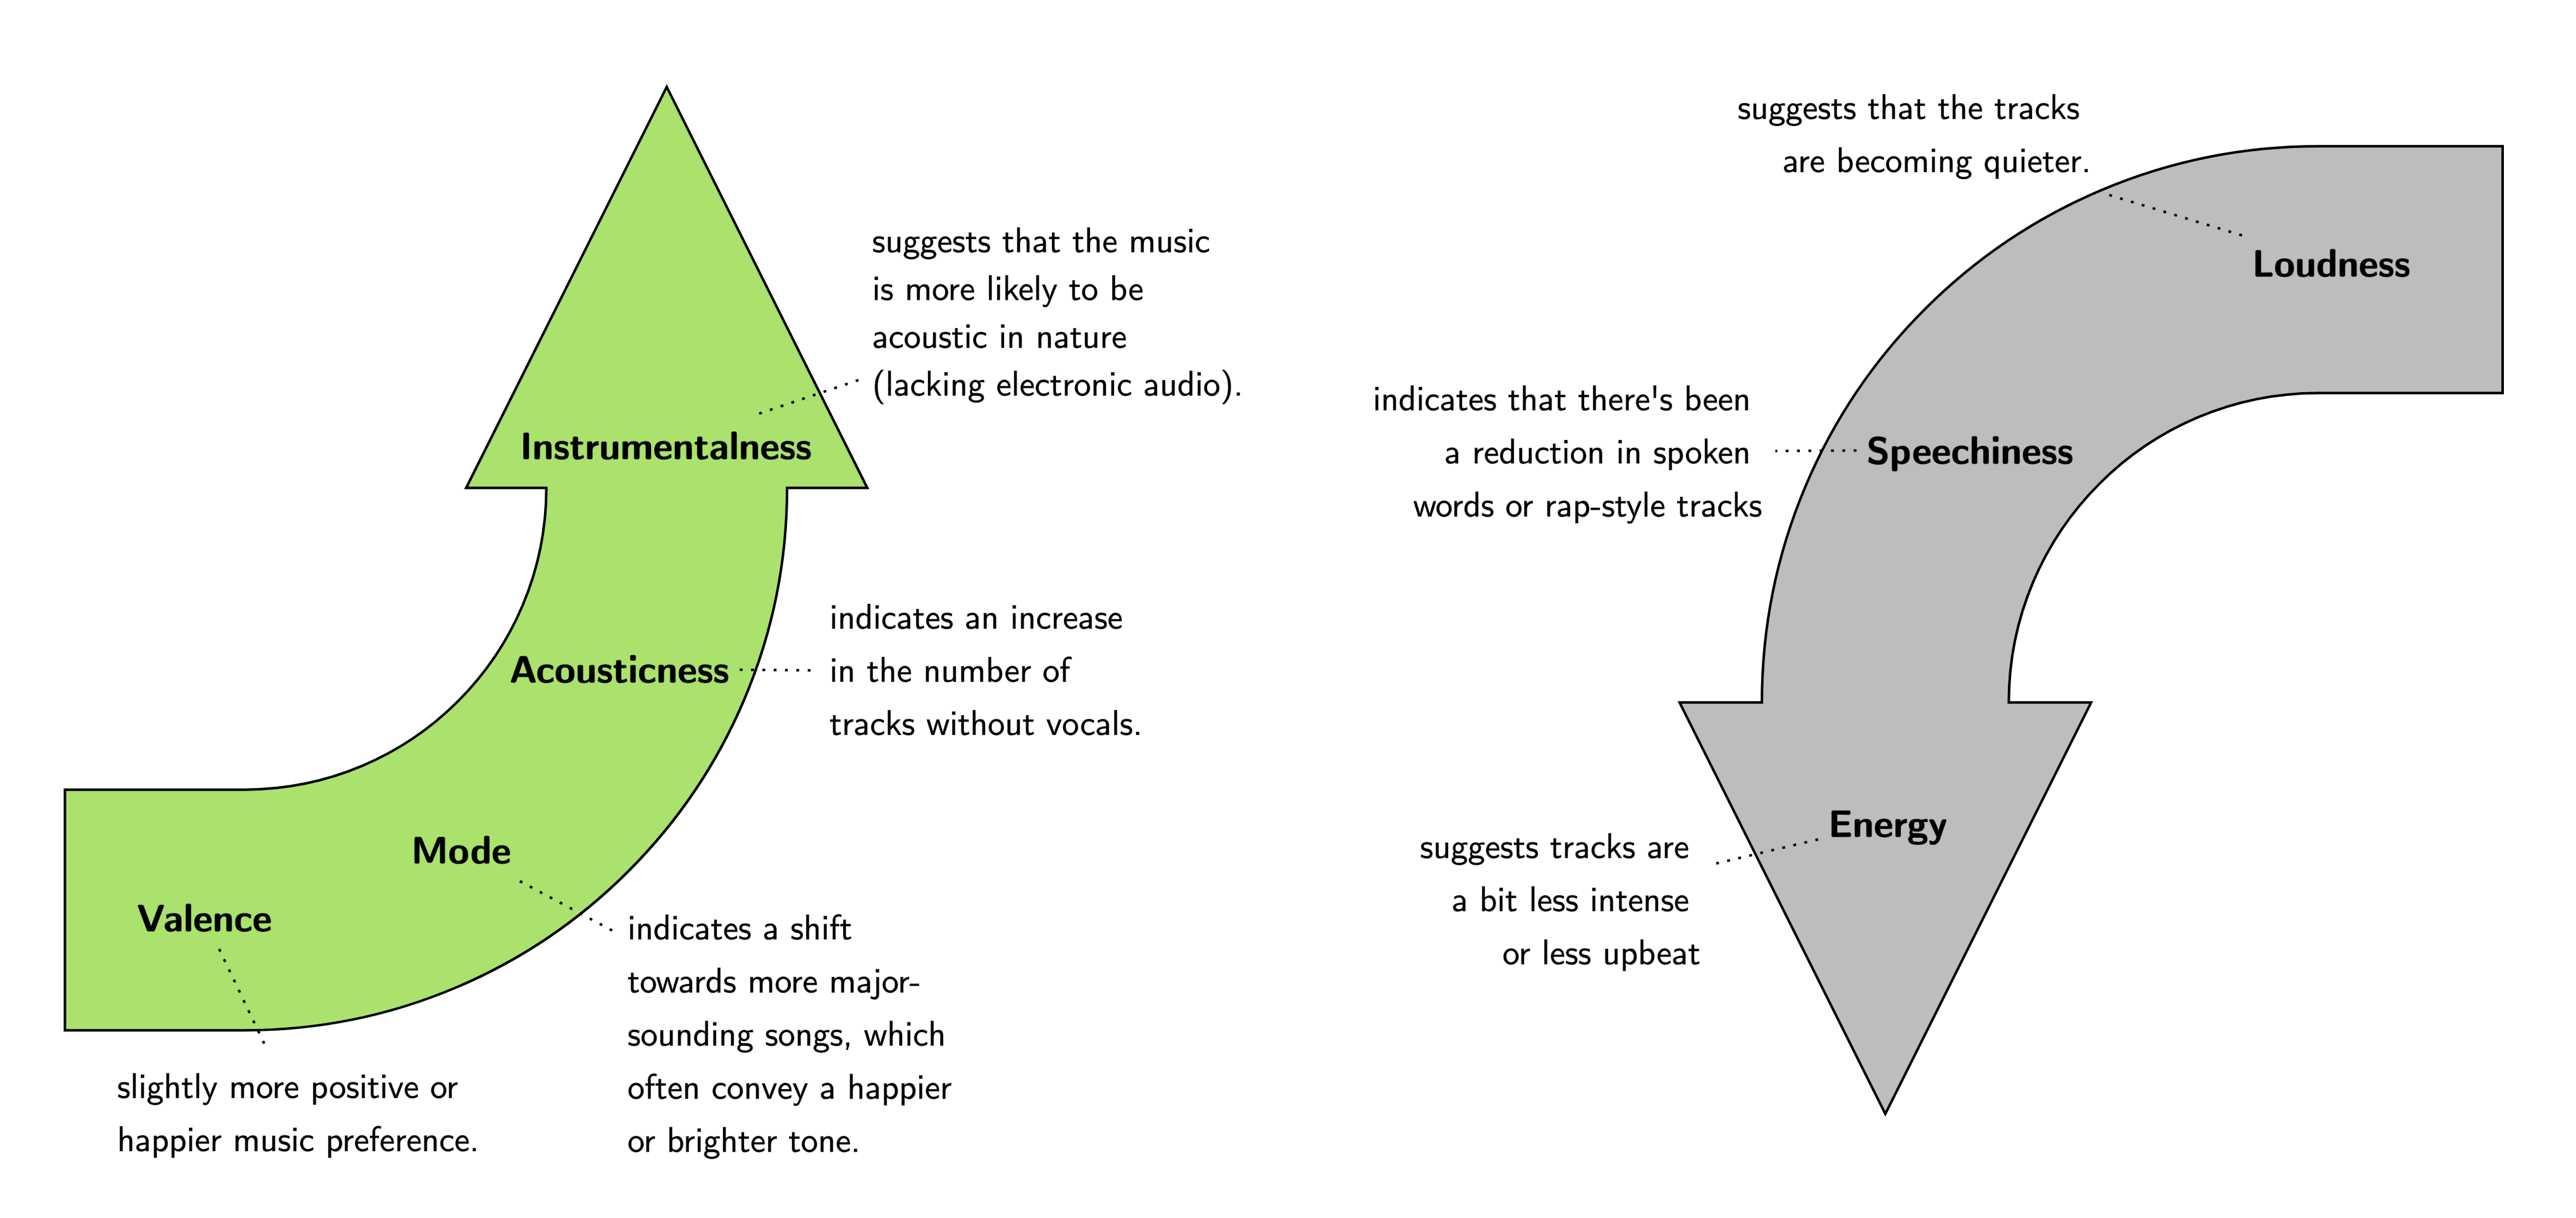 suggests that the music
is more likely to be
acoustic in nature
(lacking electronic audio).
Instrumentalness
indicates an increase
in the number of
tracks without vocals.
Acousticness
Mode
indicates a shift
towards more major-
sounding songs, which
often convey a happier
or brighter tone.
Valence
slightly more positive or
happier music preference.
suggests that the tracks
are becoming quieter.
Loudness
indicates that there's been
a reduction in spoken
words or rap-style tracks
Speechiness
Energy
suggests tracks are
a bit less intense
or less upbeat